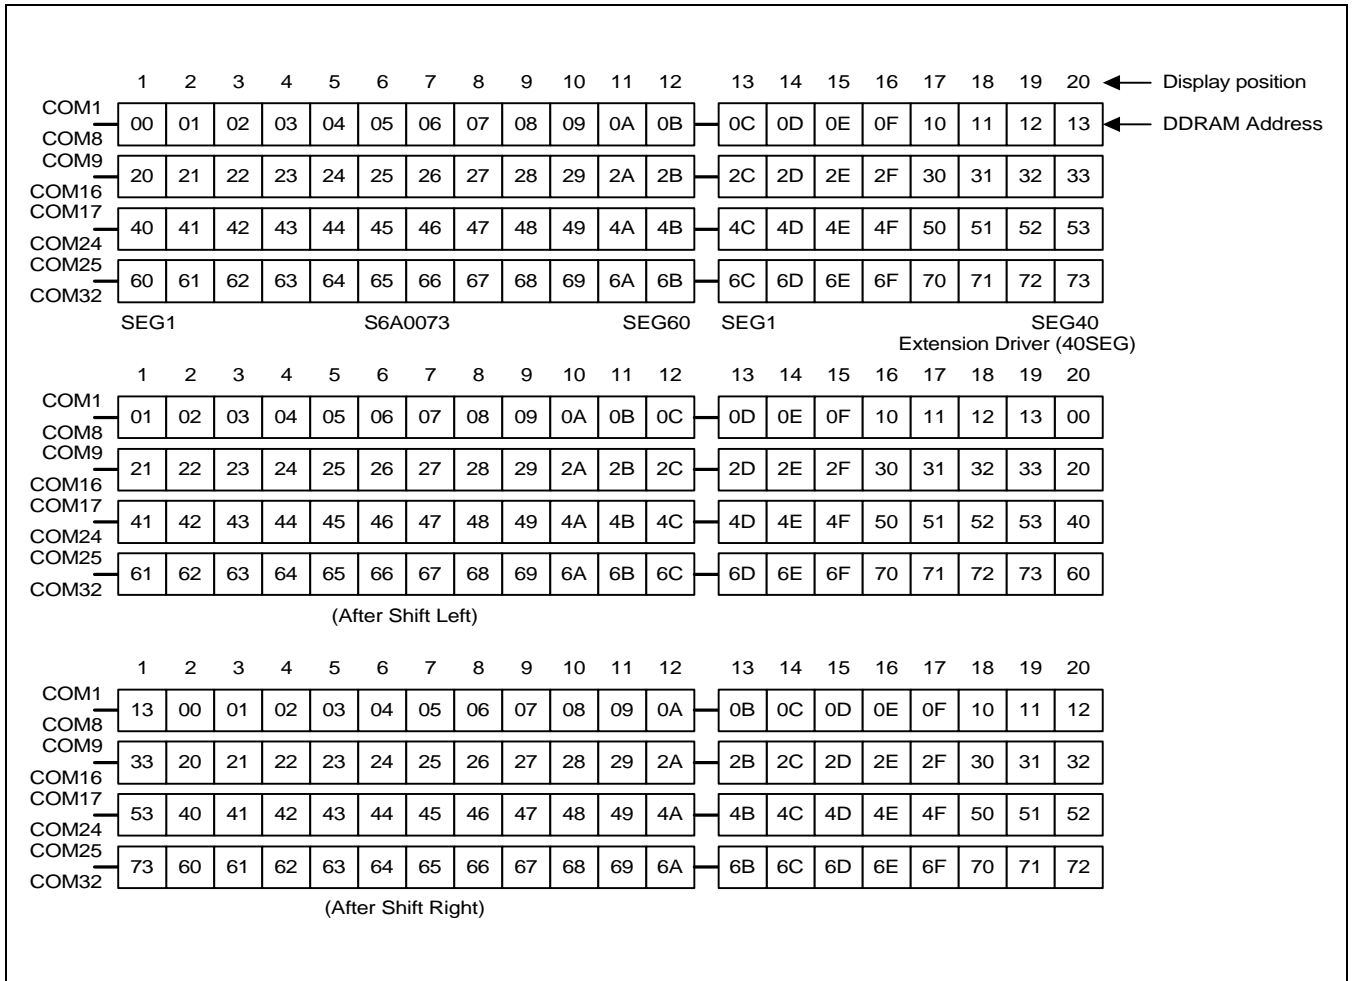 1 2 3 4 5 6 7 8 9 10 11 12 13 14 15 16 17 18 19 20 Display position
COM1
00 01 02 03 04 05 06 07 08 09 0A 0B 0C 0D 0E 0F 10 11 12 13 DDRAM Address
COM8
COM9
20 21 22 23 24 25 26 27 28 29 2A 2B 2C 2D 2E 2F 30 31 32 33
COM16
COM17
40 41 42 43 44 45 46 47 48 49 4A 4B 4C 4D 4E 4F 50 51 52 53
COM24
COM25
60 61 62 63 64 65 66 67 68 69 6A 6B 6C 6D 6E 6F 70 71 72 73
COM32
SEG1 S6A0073 SEG60 SEG1 SEG40
Extension Driver (40SEG)
1 2 3 4 5 6 7 8 9 10 11 12 13 14 15 16 17 18 19 20
COM1
01 02 03 04 05 06 07 08 09 0A 0B 0C 0D 0E 0F 10 11 12 13 00
COM8
COM9
21 22 23 24 25 26 27 28 29 2A 2B 2C 2D 2E 2F 30 31 32 33 20
COM16
COM17
41 42 43 44 45 46 47 48 49 4A 4B 4C 4D 4E 4F 50 51 52 53 40
COM24
COM25
61 62 63 64 65 66 67 68 69 6A 6B 6C 6D 6E 6F 70 71 72 73 60
COM32
(After Shift Left)
1 2 3 4 5 6 7 8 9 10 11 12 13 14 15 16 17 18 19 20
COM1
13 00 01 02 03 04 05 06 07 08 09 0A 0B 0C 0D 0E 0F 10 11 12
COM8
COM9
33 20 21 22 23 24 25 26 27 28 29 2A 2B 2C 2D 2E 2F 30 31 32
COM16
COM17
53 40 41 42 43 44 45 46 47 48 49 4A 4B 4C 4D 4E 4F 50 51 52
COM24
COM25
73 60 61 62 63 64 65 66 67 68 69 6A 6B 6C 6D 6E 6F 70 71 72
COM32
(After Shift Right)